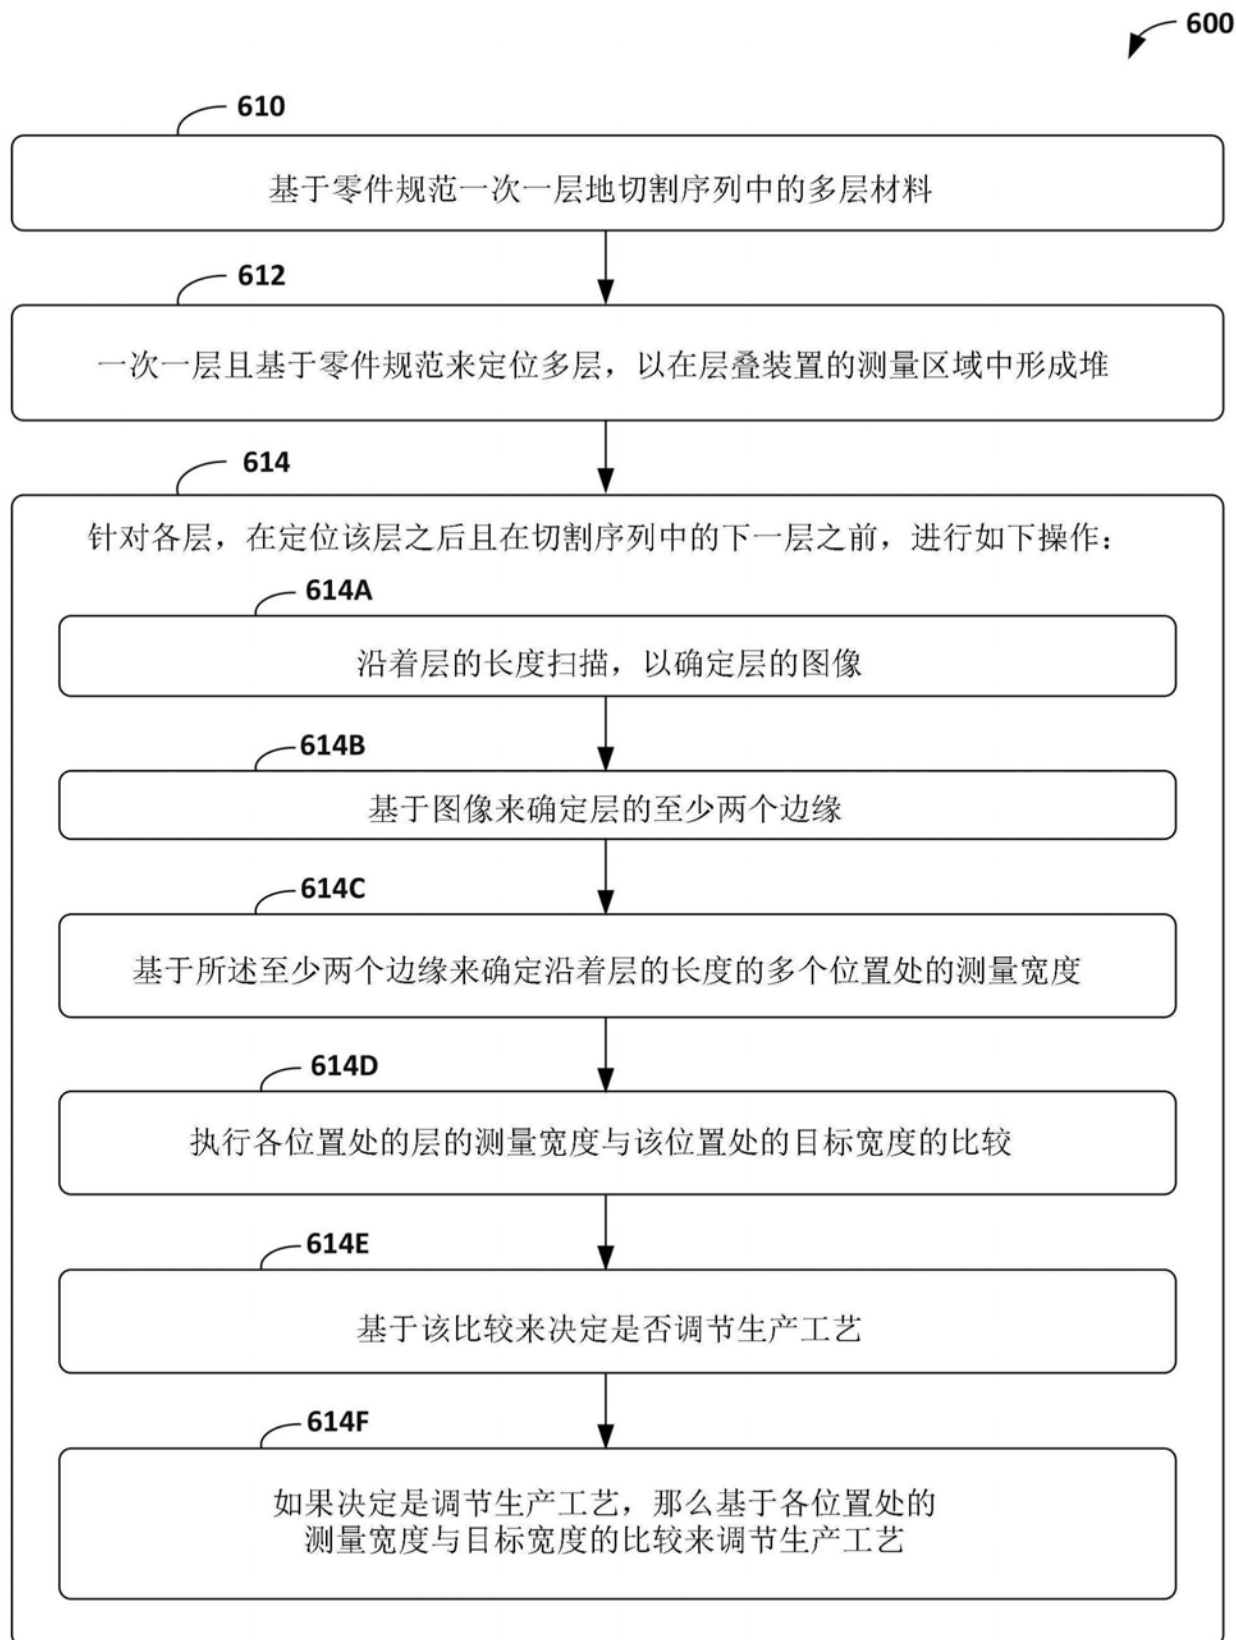 600
610
基于零件规范一次一层地切割序列中的多层材料
612
一次一层且基于零件规范来定位多层，以在层叠装置的测量区域中形成堆
614
针对各层，在定位该层之后且在切割序列中的下一层之前，进行如下操作：
614A
沿着层的长度扫描，以确定层的图像
614B
基于图像来确定层的至少两个边缘
614C
基于所述至少两个边缘来确定沿着层的长度的多个位置处的测量宽度
614D
执行各位置处的层的测量宽度与该位置处的目标宽度的比较
614E
基于该比较来决定是否调节生产工艺
614F
如果决定是调节生产工艺，那么基于各位置处的
测量宽度与目标宽度的比较来调节生产工艺